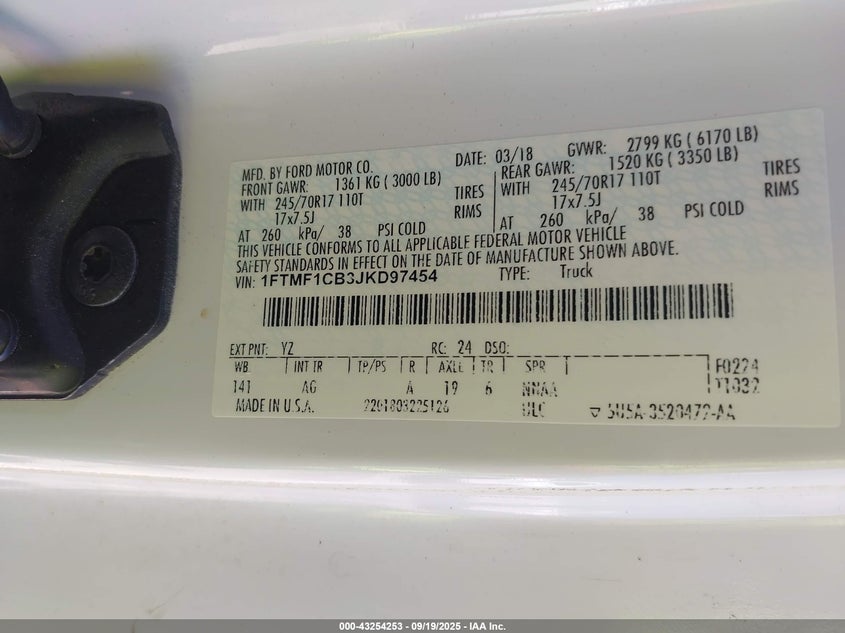 MFD. BY FORD MOTOR CO. DATE: 03/18 GVWR: 2799 KG ( 6170 LB)
FRONT GAWR: 1361 KG ( 3000 LB) REAR GAWR: 1520 KG ( 3350 LB)
WITH 245/70R17 110T TIRES WITH 245/70R17 110T TIRES
17x7.5J RIMS 17x7.5J RIMS
AT 260 kPa/ 38 PSI COLD AT 260 kPa/ 38 PSI COLD
THIS VEHICLE CONFORMS TO ALL APPLICABLE FEDERAL MOTOR VEHICLE
SAFETY STANDARDS IN EFFECT ON THE DATE OF MANUFACTURE SHOWN ABOVE.
VIN: 1FTMF1CB3JKD97454 TYPE: Truck
EXT PNT: YZ RC: 24 DSO:
WB INT TR TP/PS R AXLE TR SPR F0224
141 AG A 19 6 NNAA T1032
MADE IN U.S.A. ULC
000-43254253 - 09/19/2025 - IAA Inc.